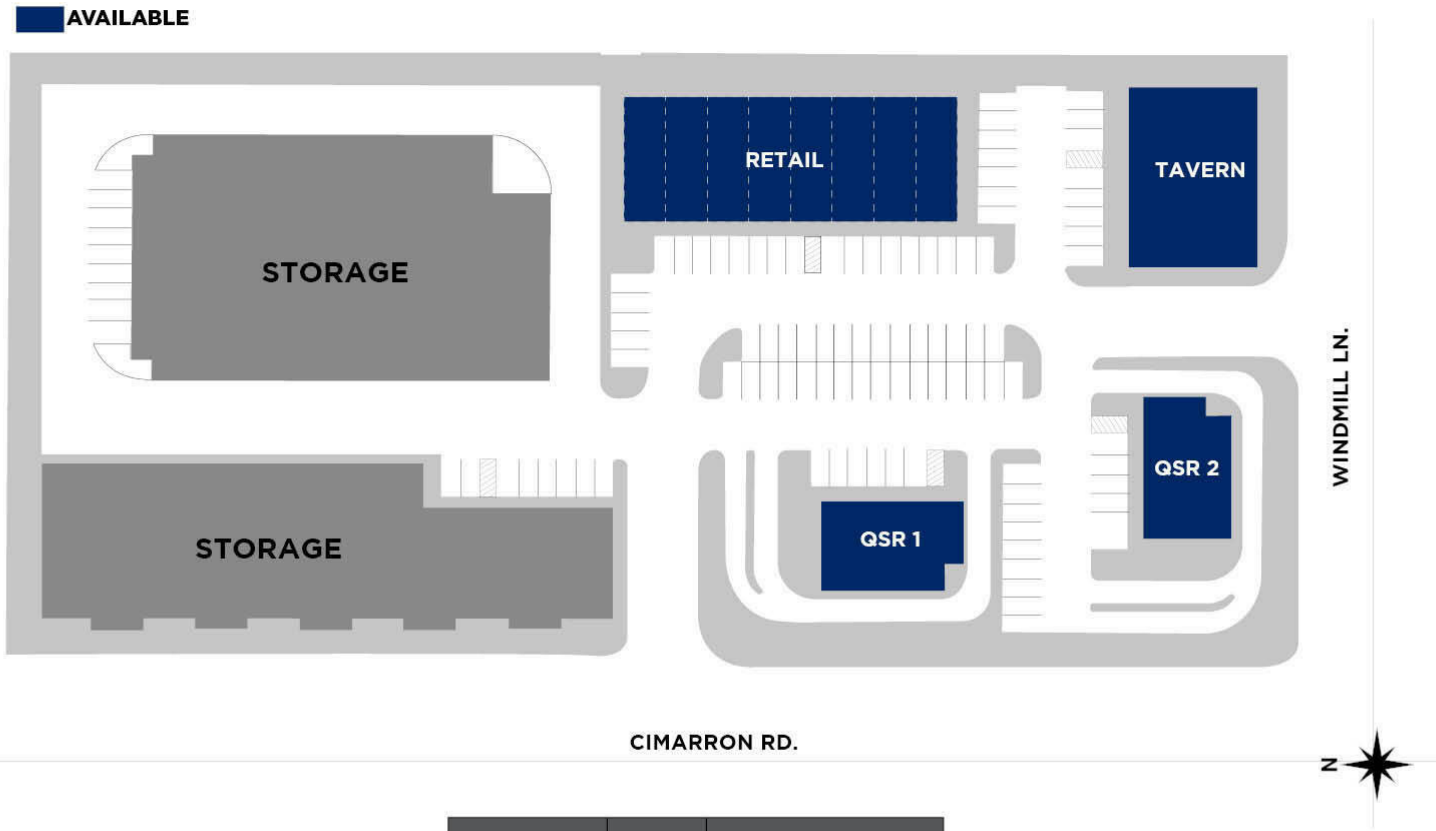 AVAILABLE
RETAIL
TAVERN
STORAGE
WINDMILL LN.
QSR 2
QSR 1
STORAGE
CIMARRON RD.
N